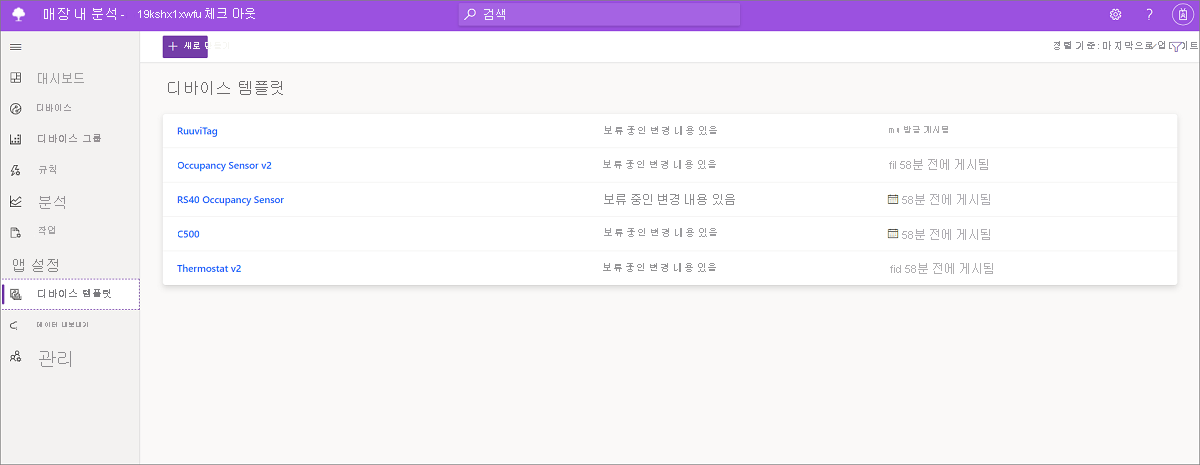 매장 내 분석 - 19kshx1xwfu 체크 아웃
검색
?
새로
정렬 기준: 마지막으로 업데이트
대시보드
디바이스
디바이스 그룹
규칙
분석
작업
앱 설정
디바이스 템플릿
데이터 내보내기
관리
디바이스 템플릿
RuuviTag 보류 중인 변경 내용 있음 게시됨
Occupancy Sensor v2 보류 중인 변경 내용 있음 fil 58분 전에 게시됨
RS40 Occupancy Sensor 보류 중인 변경 내용 있음 58분 전에 게시됨
C500 보류 중인 변경 내용 있음 58분 전에 게시됨
Thermostat v2 보류 중인 변경 내용 있음 fid 58분 전에 게시됨